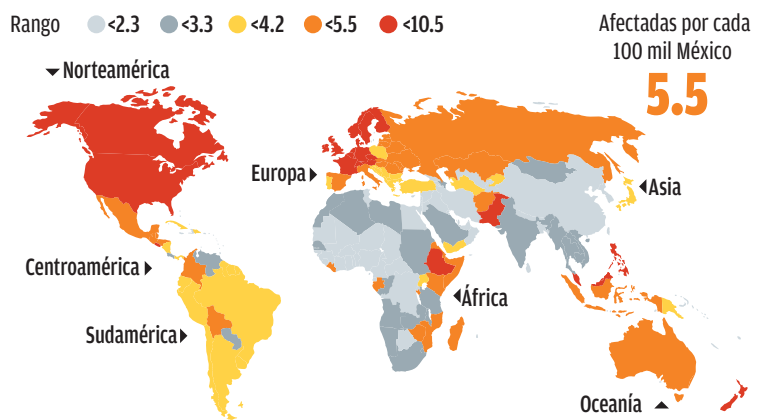 Rango <2.3 <3.3 <4.2 <5.5 <10.5
Afectadas por cada
100 mil México
5.5
Norteamérica
Europa
Asia
Centroamérica
África
Sudamérica
Oceanía